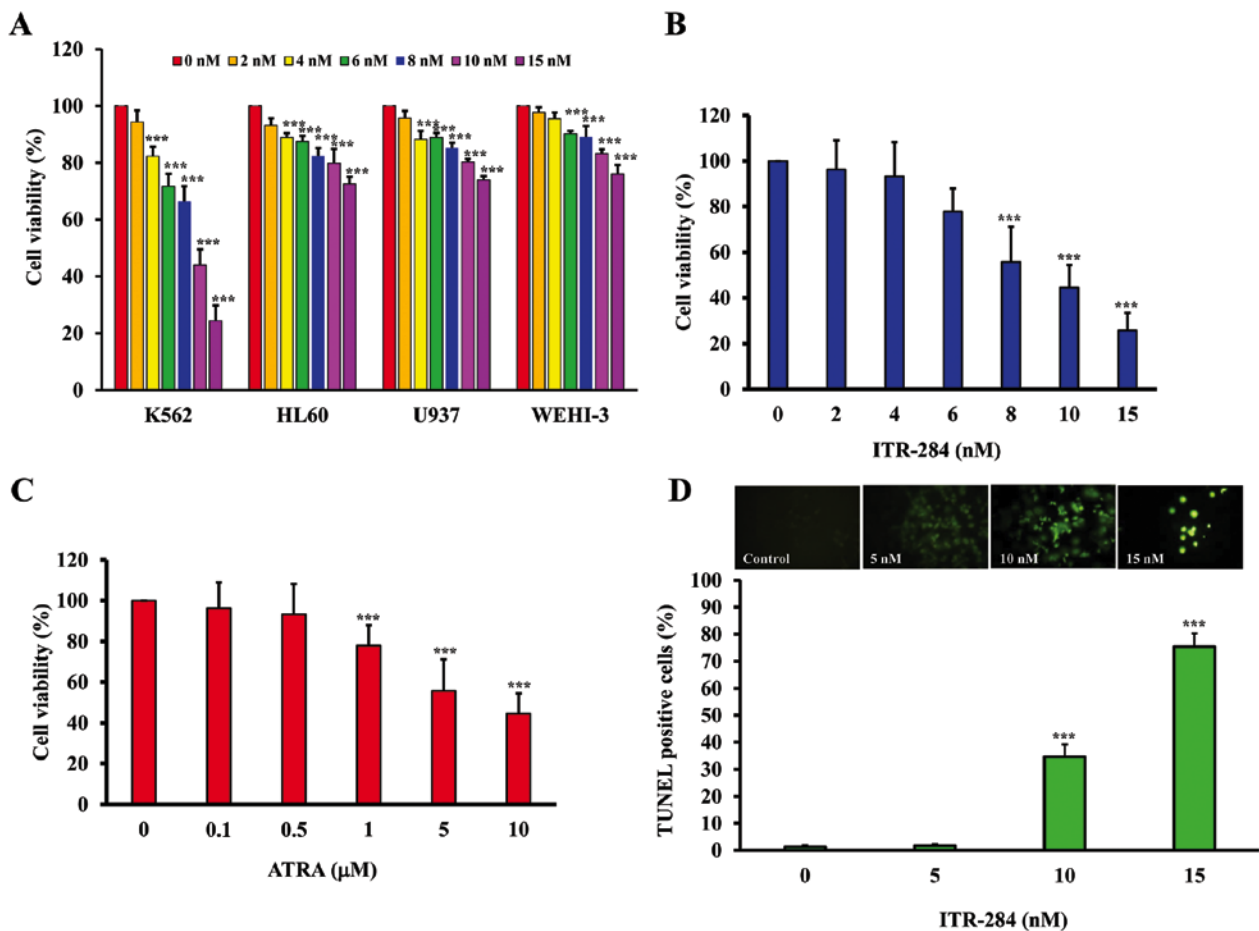 A
Cell viability (%)
120
100
80
60
40
20
0
0 nM 2 nM 4 nM 6 nM 8 nM 10 nM 15 nM
*** *** *** *** ***
*** *** *** *** ***
*** *** *** *** ***
*** *** *** ***
K562 HL60 U937 WEHI-3
B
Cell viability (%)
120
100
80
60
40
20
0
*** *** ***
0 2 4 6 8 10 15
ITR-284 (nM)
C
Cell viability (%)
120
100
80
60
40
20
0
*** *** ***
0 0.1 0.5 1 5 10
ATRA (μM)
D
Control 5 nM 10 nM 15 nM
TUNEL positive cells (%)
100
90
80
70
60
50
40
30
20
10
0
*** ***
0 5 10 15
ITR-284 (nM)